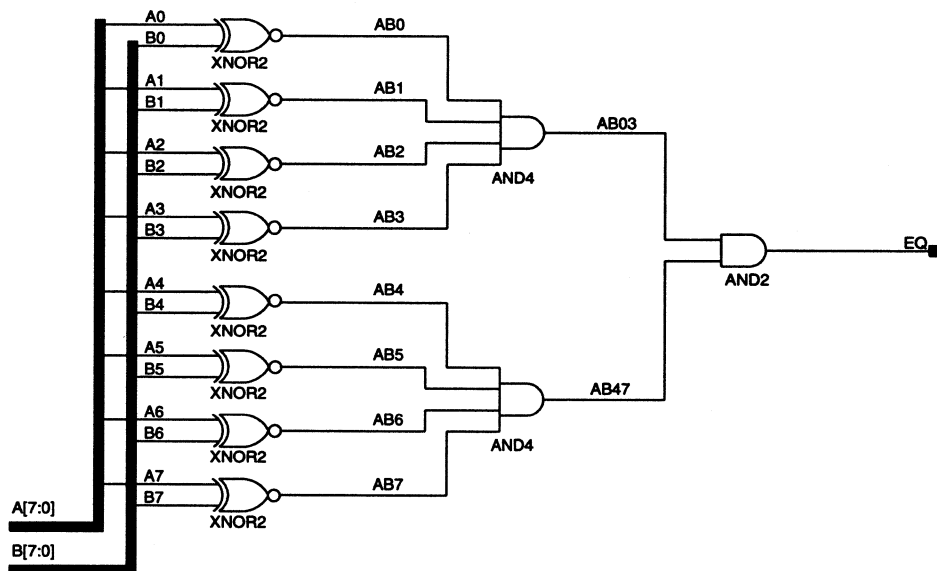 A0
B0
XNOR2
AB0
A1
B1
XNOR2
AB1
A2
B2
XNOR2
AB2
A3
B3
XNOR2
AB3
AND4
AB03
A4
B4
XNOR2
AB4
A5
B5
XNOR2
AB5
A6
B6
XNOR2
AB6
A7
B7
XNOR2
AB7
AND4
AB47
AND2
EQ
A[7:0]
B[7:0]